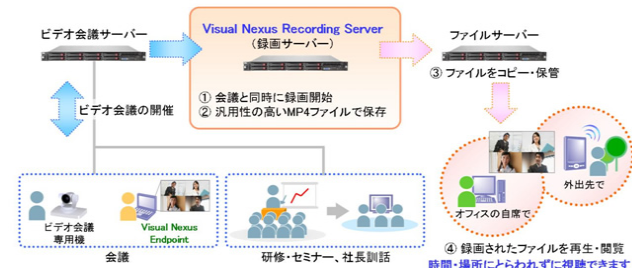 ビデオ会議サーバー
Visual Nexus Recording Server
（録画サーバー）
① 会議と同時に録画開始
② 汎用性の高いMP4ファイルで保存
ファイルサーバー
③ ファイルをコピー・保管
ビデオ会議の開催
ビデオ会議
専用機
Visual Nexus
Endpoint
会議
研修・セミナー、社長訓話
オフィスの自席で
外出先で
④ 録画されたファイルを再生・閲覧
時間・場所にとらわれずに視聴できます